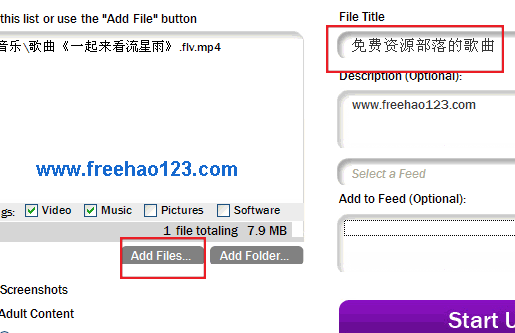 this list or use the "Add File" button
音乐\歌曲《一起来看流星雨》.flv.mp4
www.freehao123.com
gs: Video Music Pictures Software
1 file totaling 7.9 MB
Add Files... Add Folder...
Screenshots
Adult Content
File Title
免费资源部落的歌曲
Description (Optional):
www.freehao123.com
Select a Feed
Add to Feed (Optional):
Start U